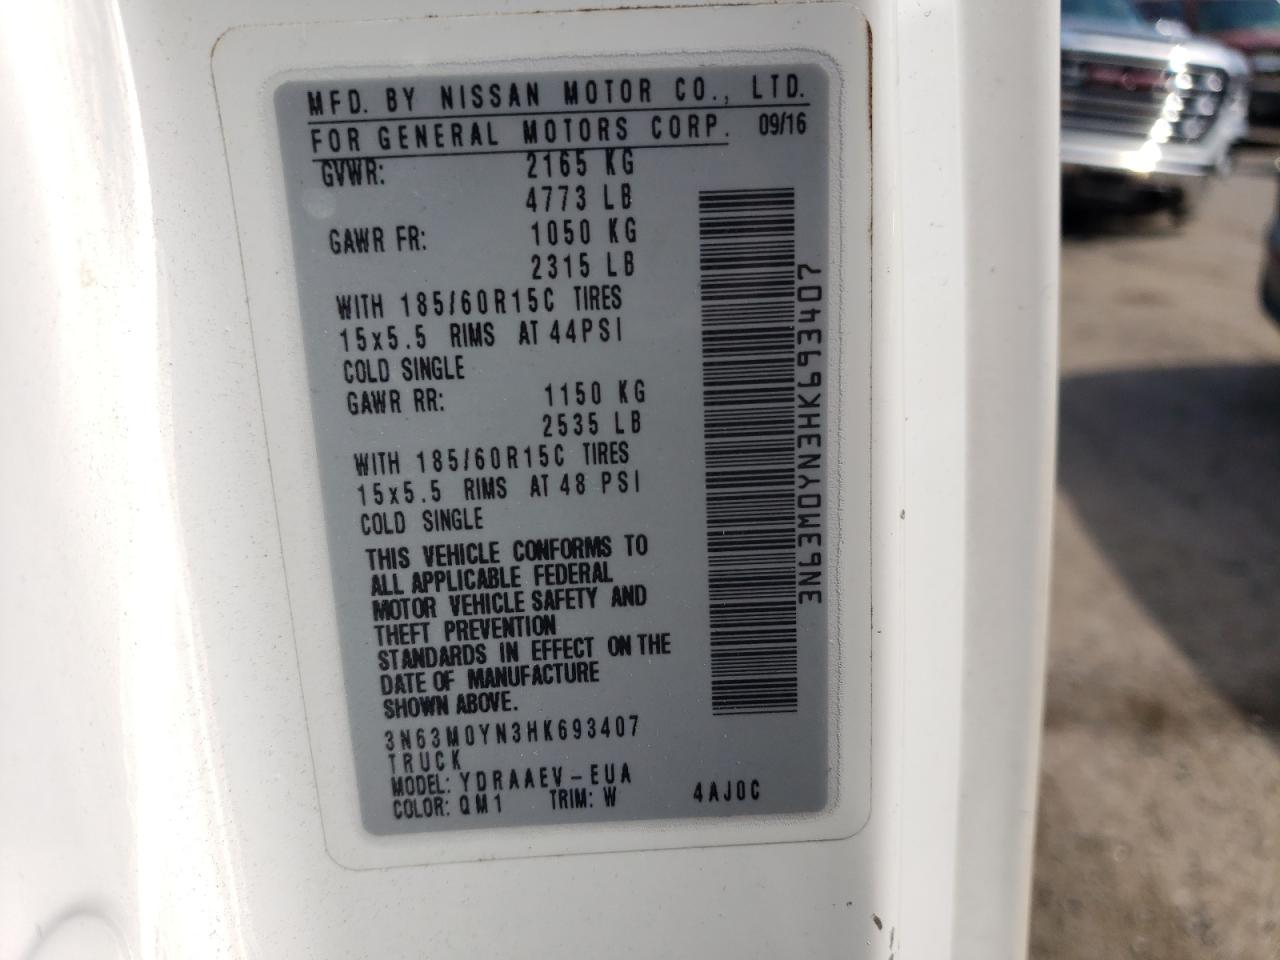 MFD. BY NISSAN MOTOR CO., LTD.
FOR GENERAL MOTORS CORP. 09/16
GVWR: 2165 KG
4773 LB
GAWR FR: 1050 KG
2315 LB
WITH 185/60R15C TIRES
15x5.5 RIMS AT 44PSI
COLD SINGLE
GAWR RR: 1150 KG
2535 LB
WITH 185/60R15C TIRES
15x5.5 RIMS AT 48 PSI
COLD SINGLE
THIS VEHICLE CONFORMS TO
ALL APPLICABLE FEDERAL
MOTOR VEHICLE SAFETY AND
THEFT PREVENTION
STANDARDS IN EFFECT ON THE
DATE OF MANUFACTURE
SHOWN ABOVE.
3N63M0YN3HK693407
TRUCK
MODEL: YDRAAEV-EUA
COLOR: QM1 TRIM: W 4AJ0C
3N63M0YN3HK693407